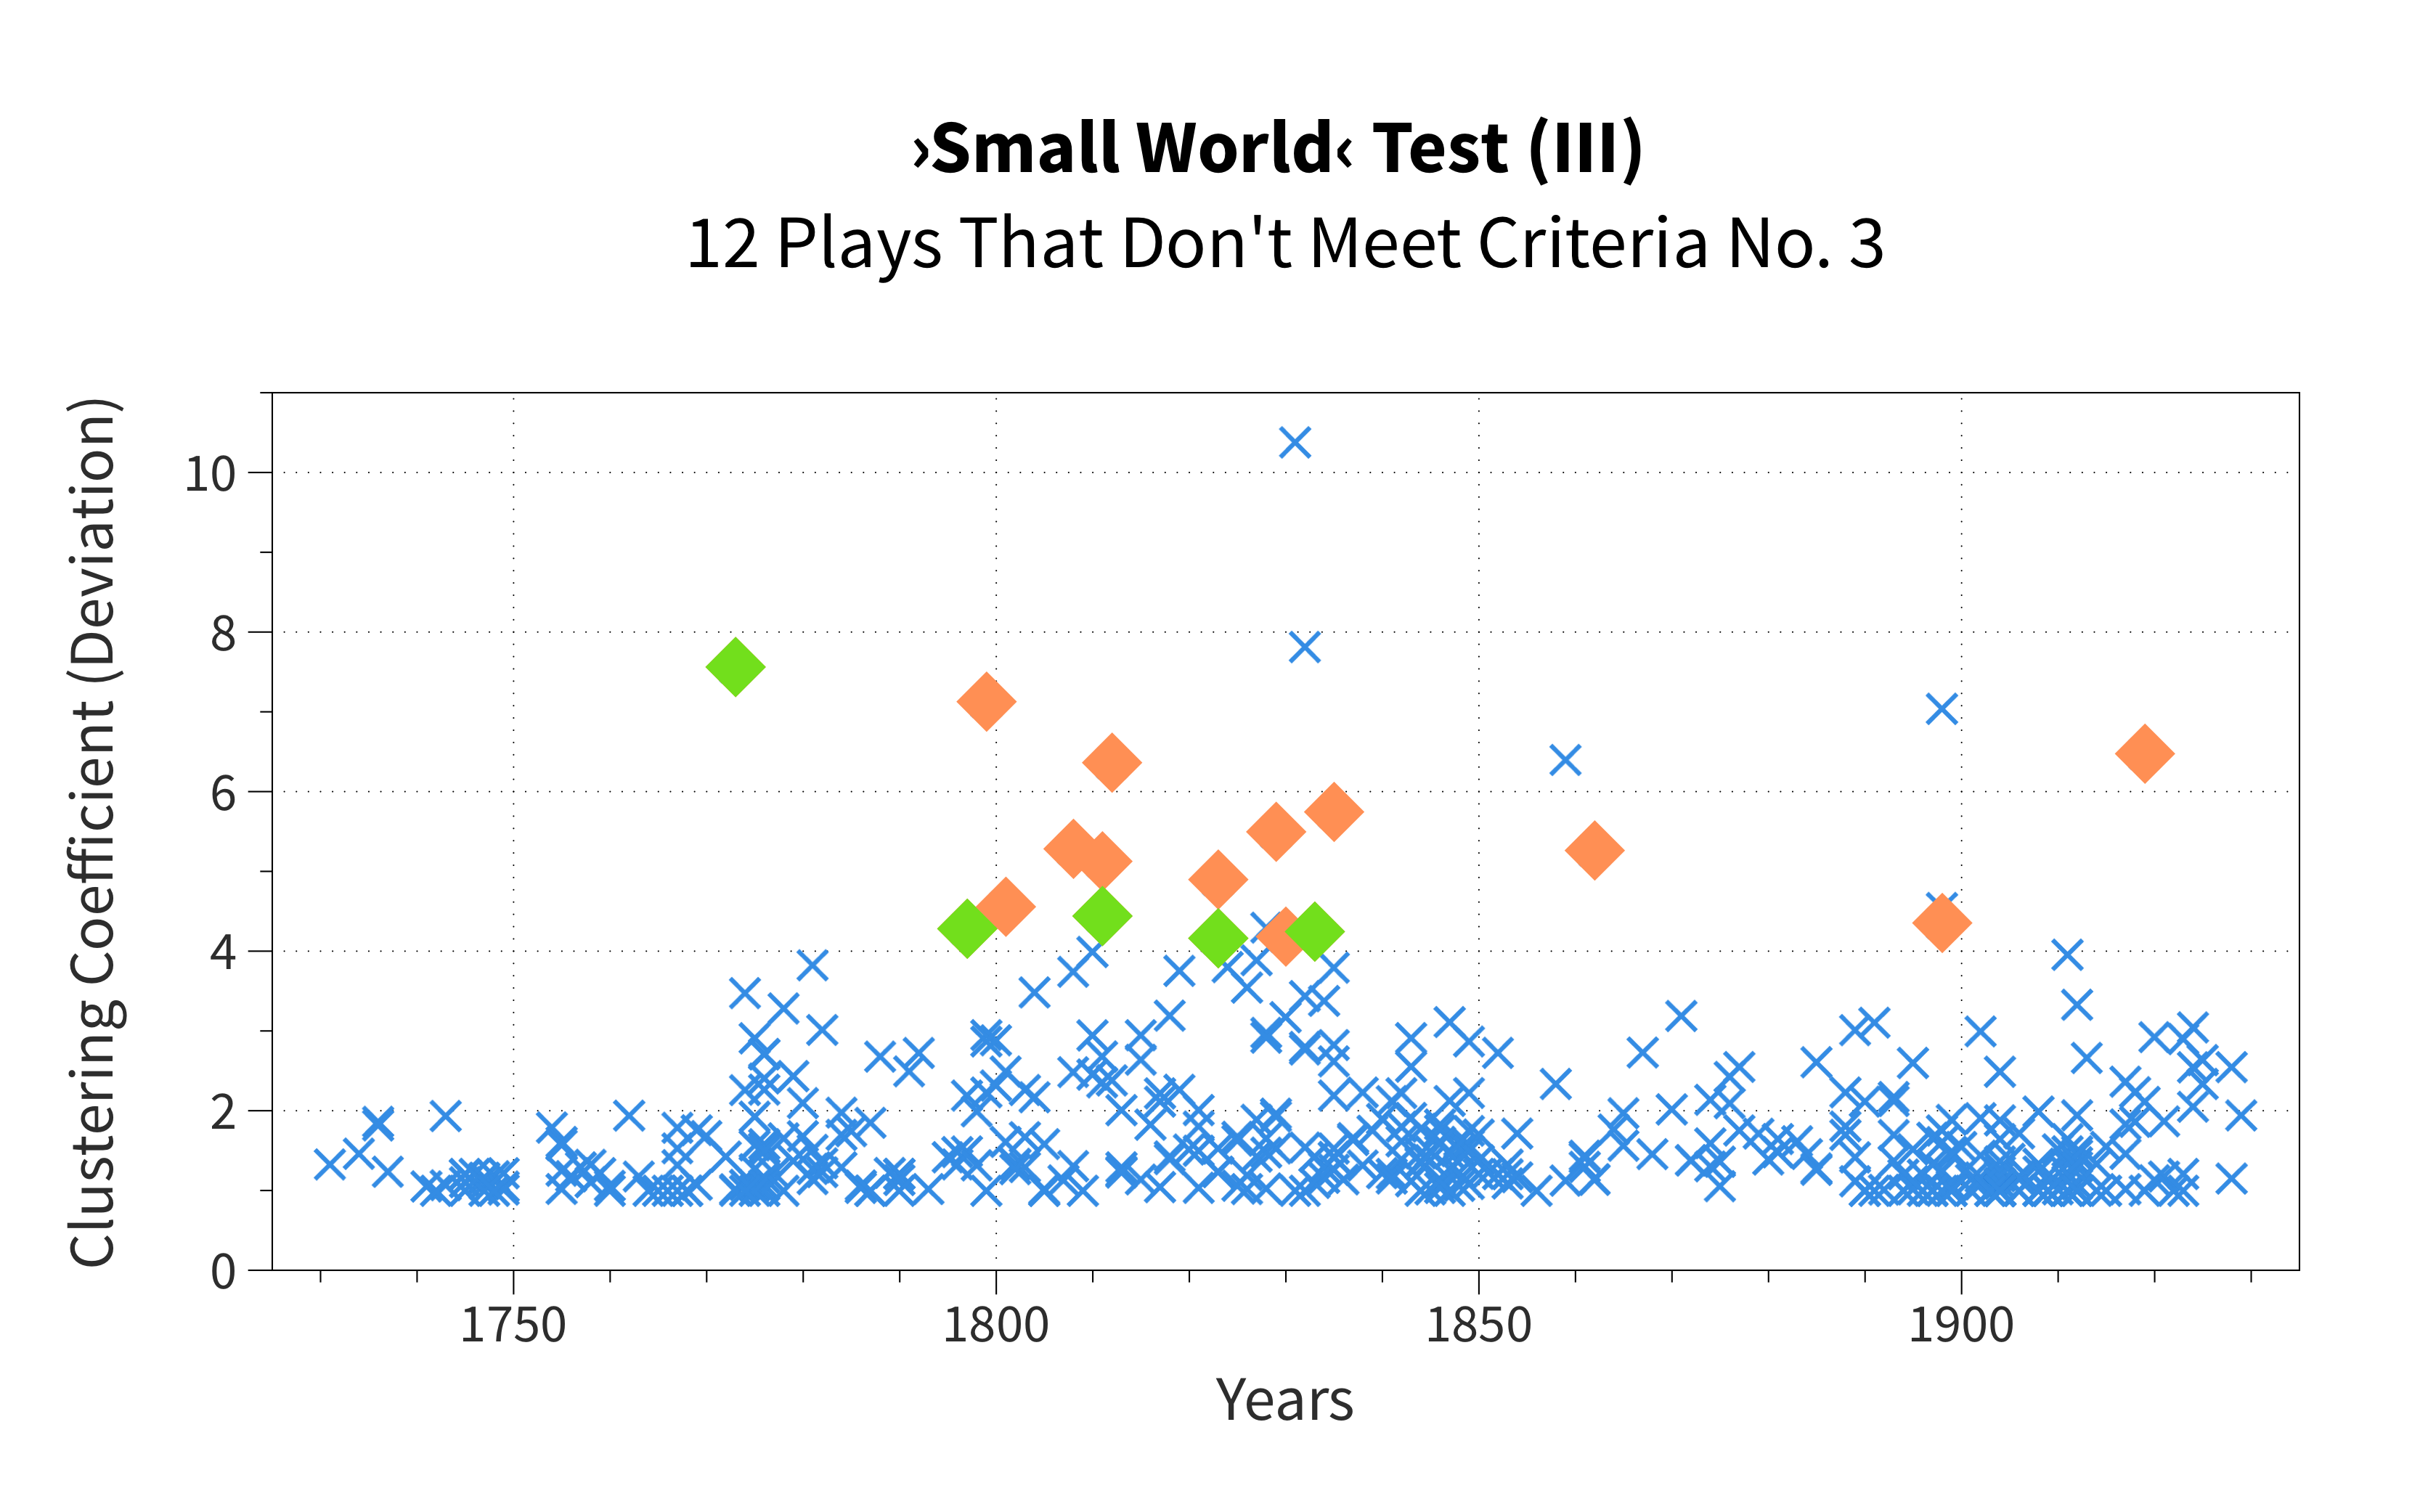 ›Small World‹ Test (III)
12 Plays That Don't Meet Criteria No. 3
Clustering Coefficient (Deviation)
10
8
6
4
2
0
1750 1800 1850 1900
Years